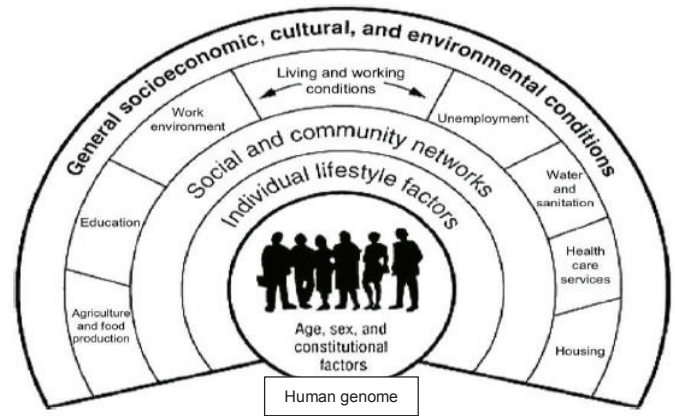 General socioeconomic, cultural, and environmental conditions
Living and working
conditions
Work
environment
Unemployment
Education
Water
and
sanitation
Agriculture
and food
production
Health
care
services
Housing
Social and community networks
Individual lifestyle factors
Age, sex, and
constitutional
factors
Human genome